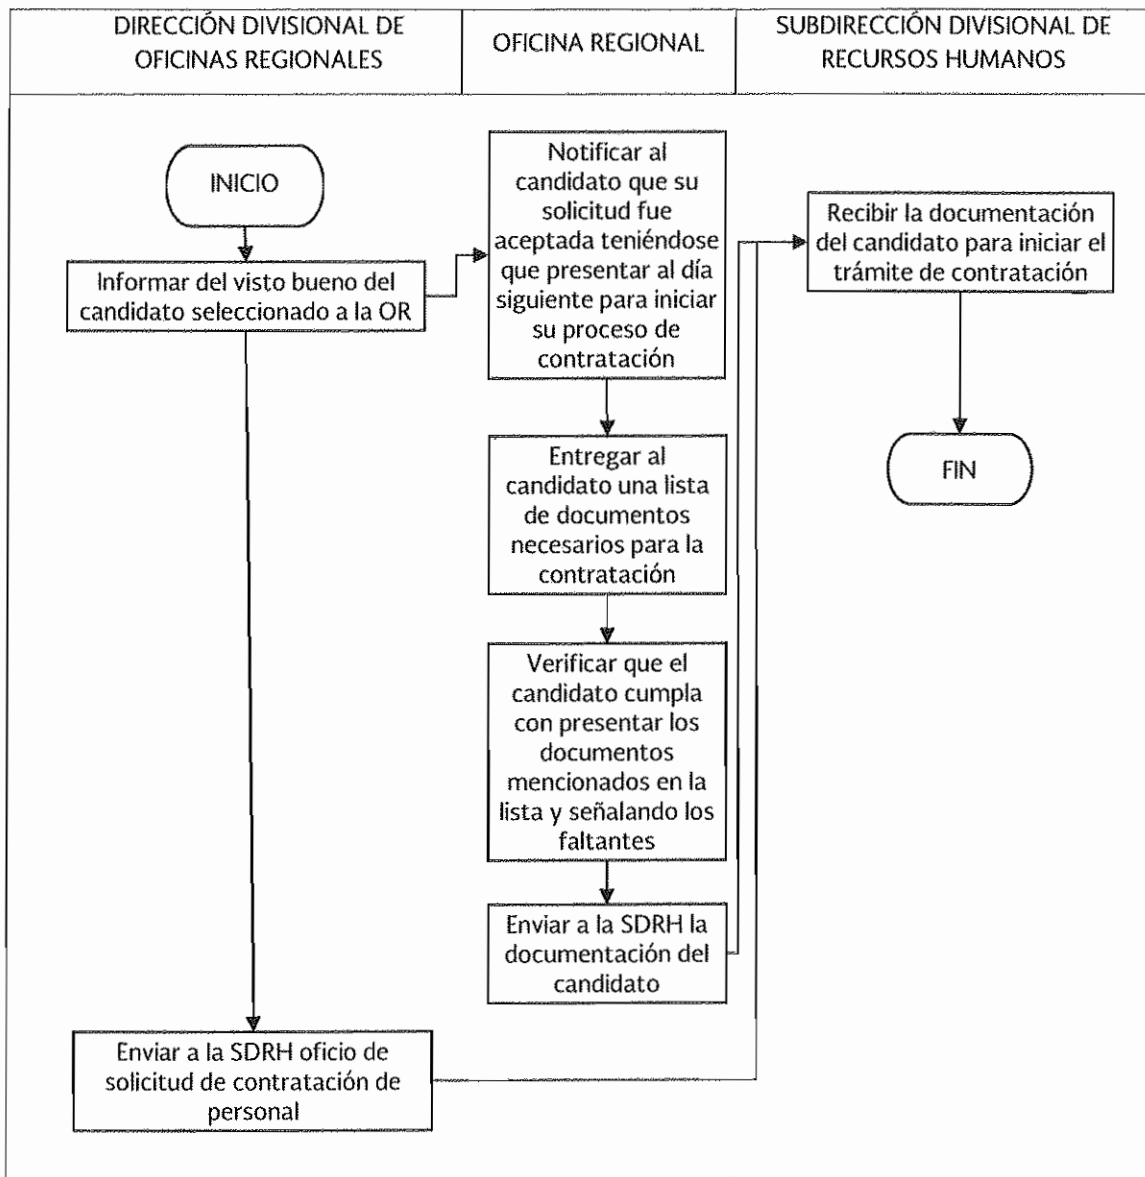 DIRECCIÓN DIVISIONAL DE
OFICINAS REGIONALES
OFICINA REGIONAL
SUBDIRECCIÓN DIVISIONAL DE
RECURSOS HUMANOS
INICIO
Informar del visto bueno del
candidato seleccionado a la OR
Notificar al
candidato que su
solicitud fue
aceptada teniéndose
que presentar al día
siguiente para iniciar
su proceso de
contratación
Entregar al
candidato una lista
de documentos
necesarios para la
contratación
Verificar que el
candidato cumpla
con presentar los
documentos
mencionados en la
lista y señalando los
faltantes
Enviar a la SDRH la
documentación del
candidato
Enviar a la SDRH oficio de
solicitud de contratación de
personal
Recibir la documentación
del candidato para iniciar el
trámite de contratación
FIN